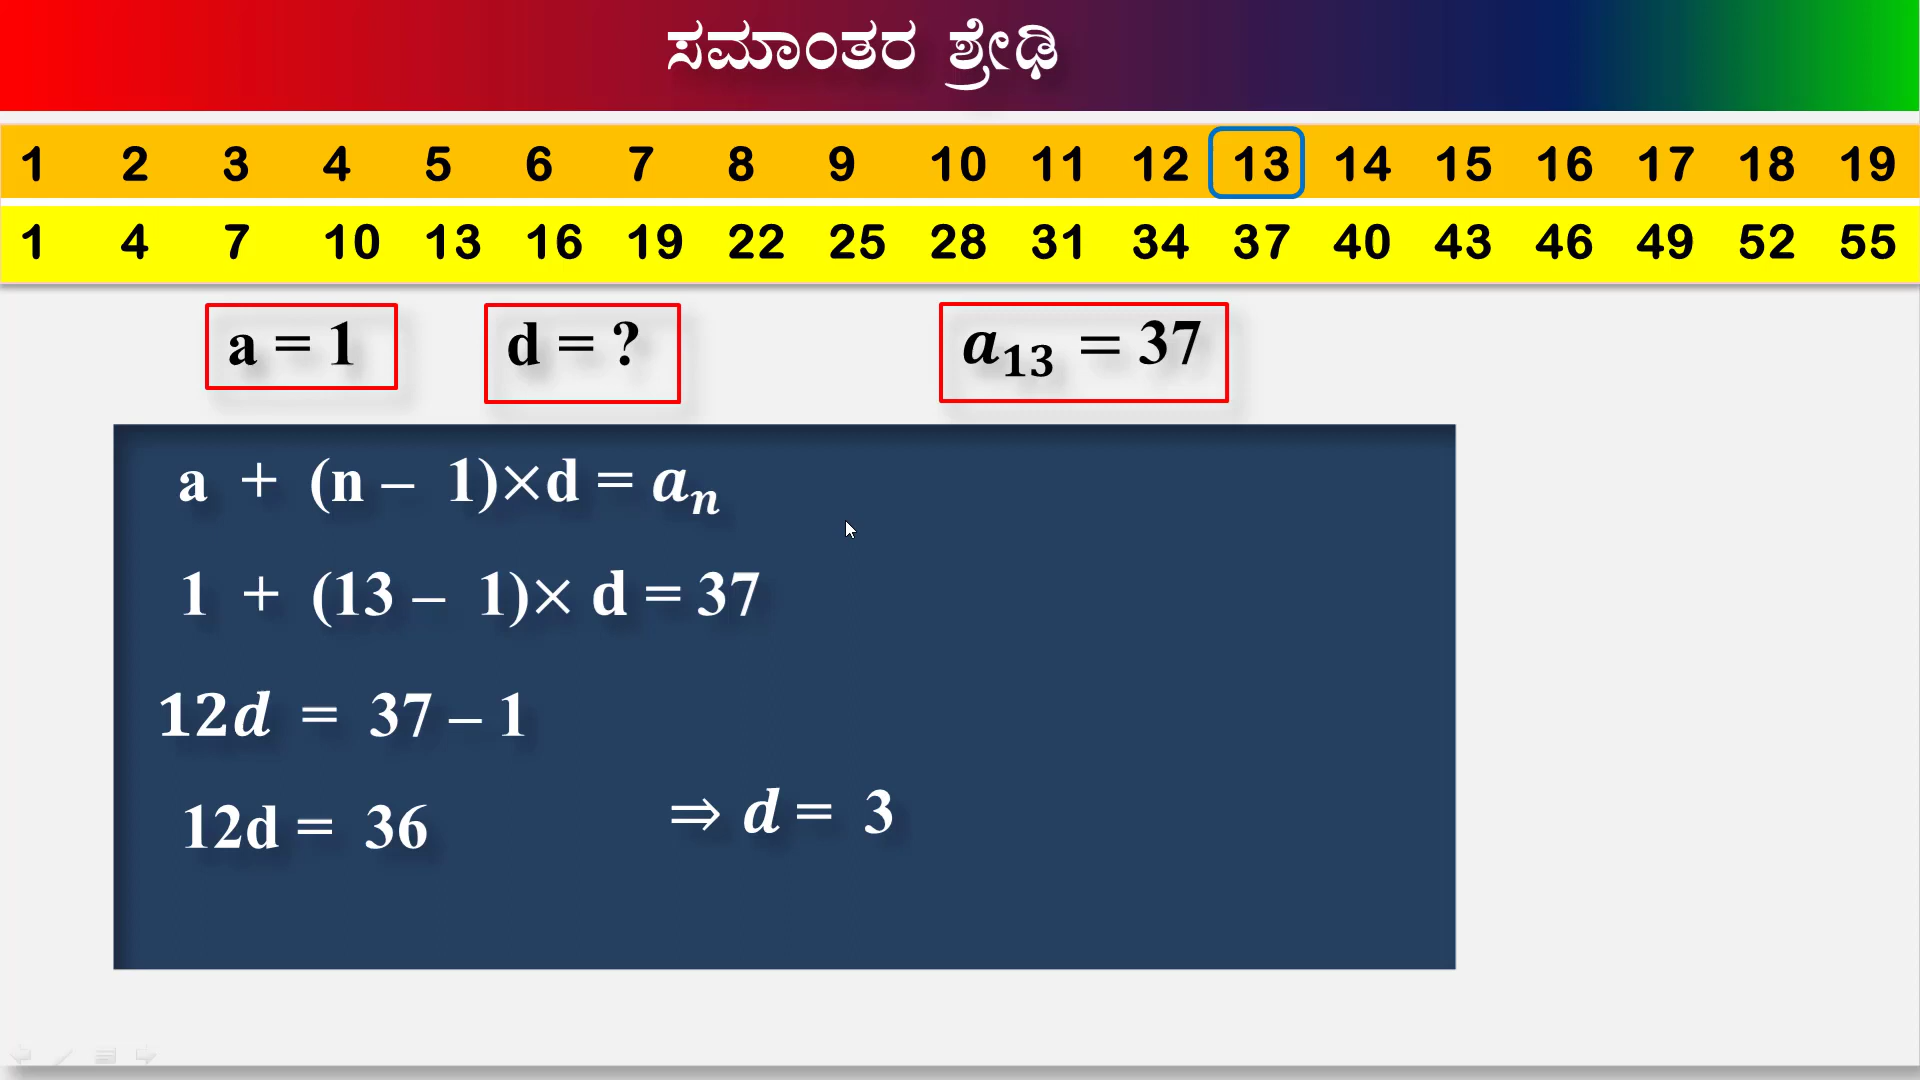 ಸಮಾಂತರ ಶ್ರೇಢಿ
1 2 3 4 5 6 7 8 9 10 11 12 13 14 15 16 17 18 19
1 4 7 10 13 16 19 22 25 28 31 34 37 40 43 46 49 52 55
a = 1 d = ? a₁₃ = 37
a + (n – 1)×d = aₙ
1 + (13 – 1)× d = 37
12d = 37 – 1
12d = 36 ⇒ d = 3